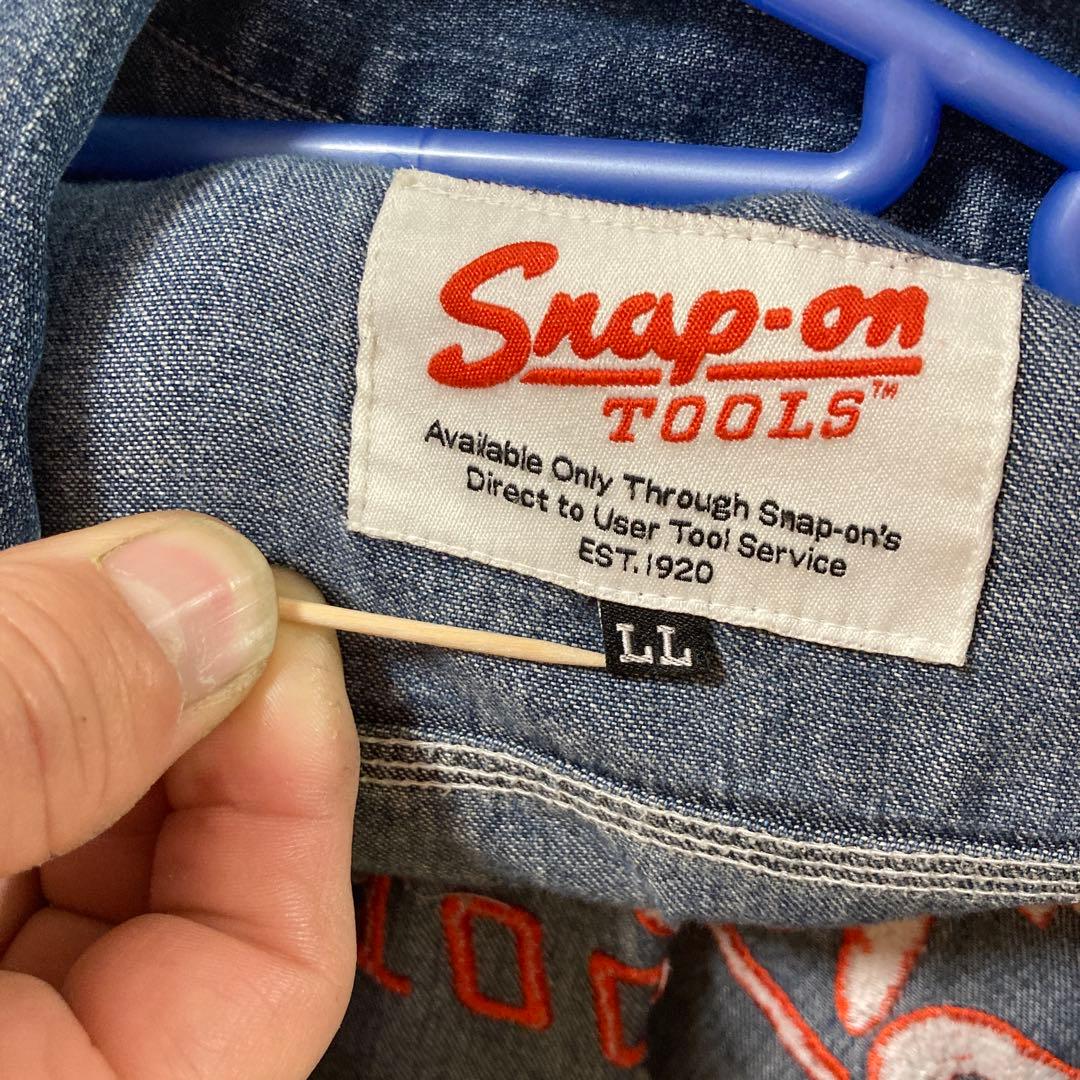 Snap-on
TOOLS™
Available Only Through Snap-on's
Direct to User Tool Service
EST.1920
LL